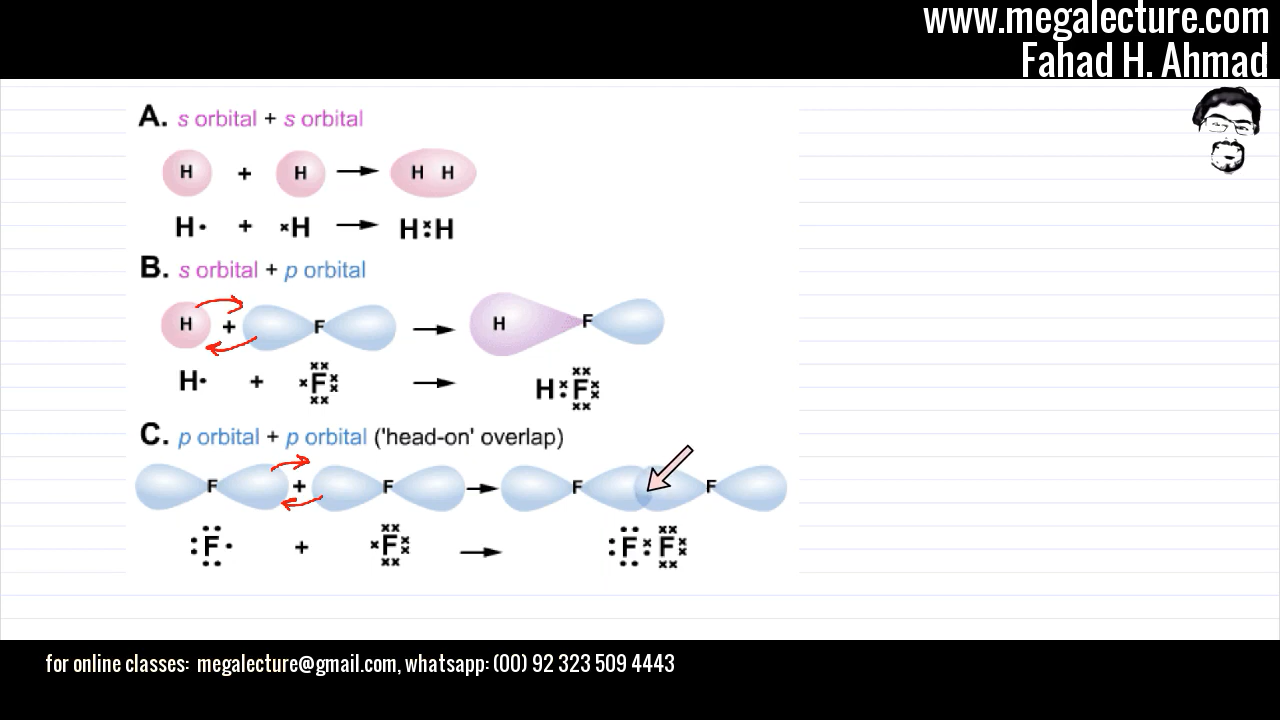 www.megalecture.com
Fahad H. Ahmad
A. s orbital + s orbital
H + H → H H
H· + ×H → H:×H
B. s orbital + p orbital
H + F → H F
H· + ×F×× → H:×F××
C. p orbital + p orbital ('head-on' overlap)
F + F → F F
:F· + ×F×× → :F:×F××
for online classes: megalecture@gmail.com, whatsapp: (00) 92 323 509 4443